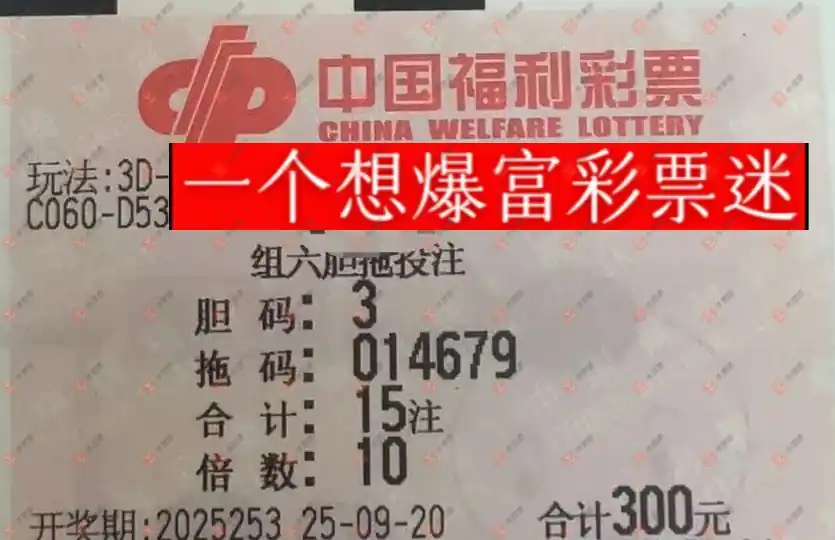 中国福利彩票
CHINA WELFARE LOTTERY
玩法:3D-
一个想爆富彩票迷
C060-D53
组六胆拖投注
胆 码: 3
拖 码: 014679
合 计: 15注
倍 数: 10
开奖期:2025253 25-09-20 合计300元